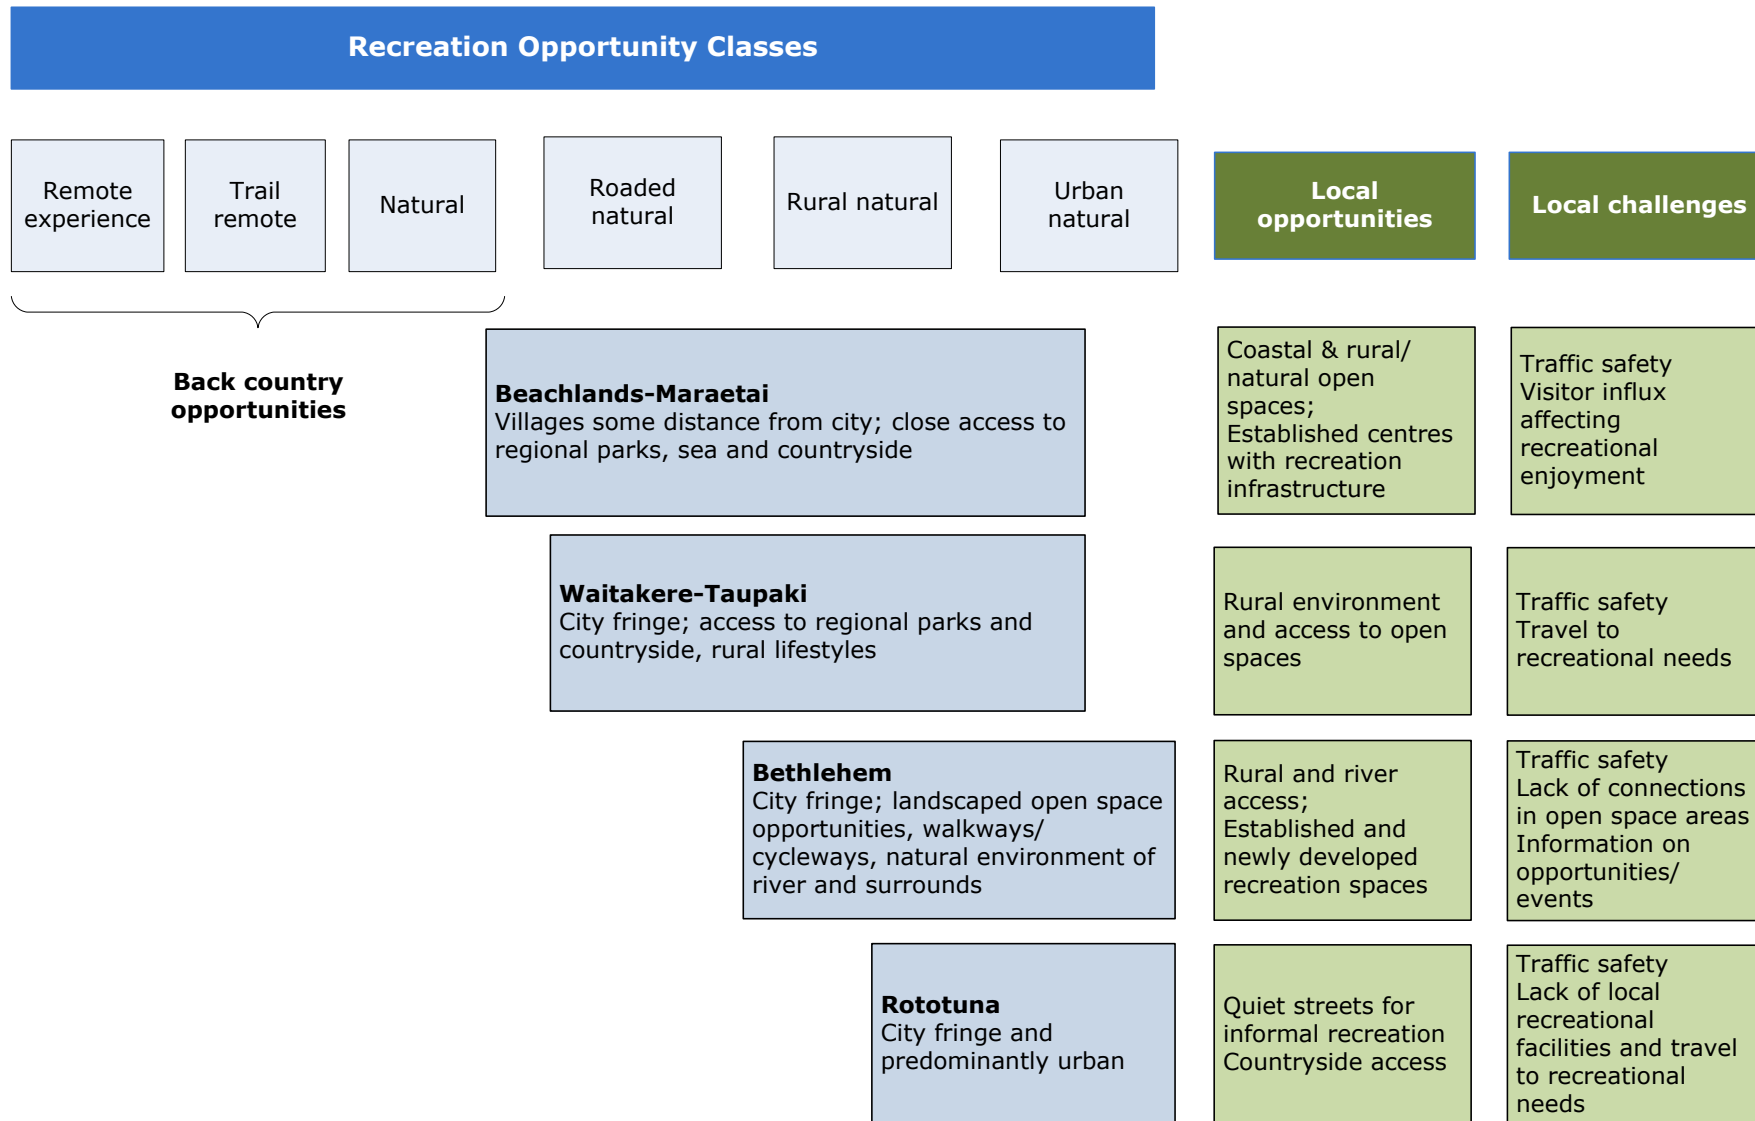 Recreation Opportunity Classes
Remote
experience
Trail
remote
Natural
Roaded
natural
Rural natural
Urban
natural
Local
opportunities
Local challenges
Back country
opportunities
Beachlands-Maraetai
Villages some distance from city; close access to
regional parks, sea and countryside
Coastal & rural/
natural open
spaces;
Established centres
with recreation
infrastructure
Traffic safety
Visitor influx
affecting
recreational
enjoyment
Waitakere-Taupaki
City fringe; access to regional parks and
countryside, rural lifestyles
Rural environment
and access to open
spaces
Traffic safety
Travel to
recreational needs
Bethlehem
City fringe; landscaped open space
opportunities, walkways/
cycleways, natural environment of
river and surrounds
Rural and river
access;
Established and
newly developed
recreation spaces
Traffic safety
Lack of connections
in open space areas
Information on
opportunities/
events
Rototuna
City fringe and
predominantly urban
Quiet streets for
informal recreation
Countryside access
Traffic safety
Lack of local
recreational
facilities and travel
to recreational
needs